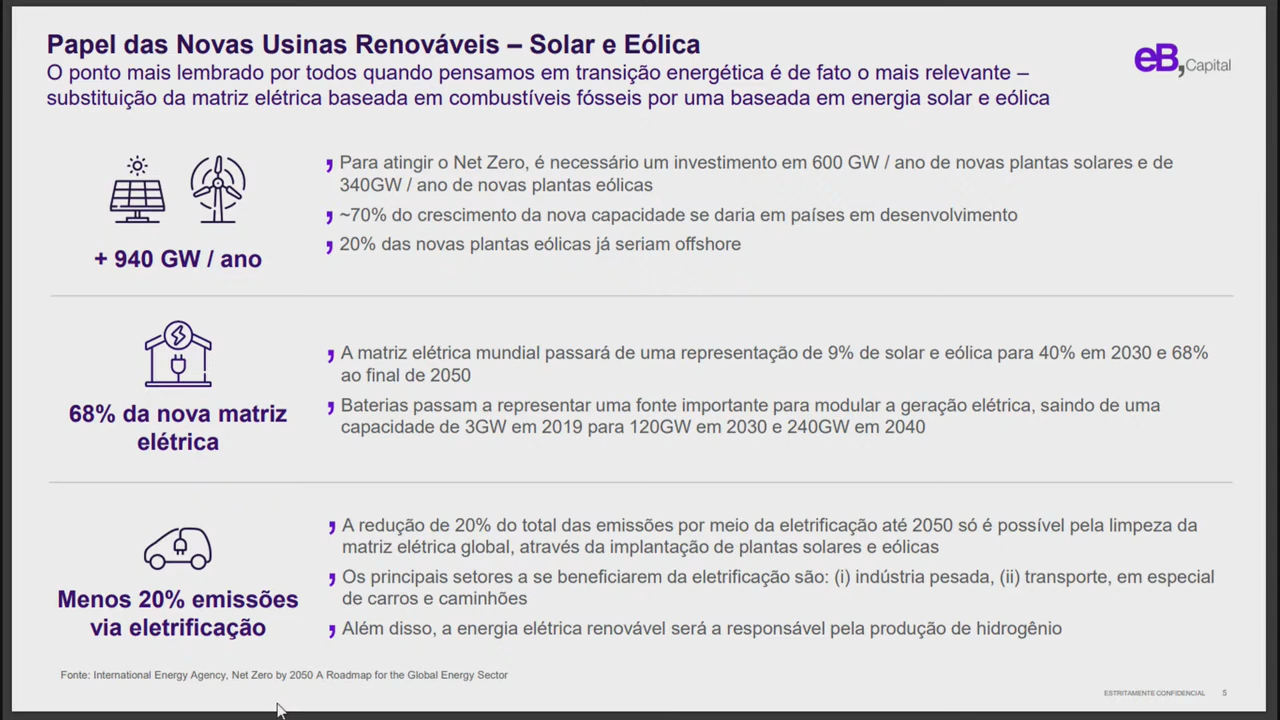 Papel das Novas Usinas Renováveis – Solar e Eólica
O ponto mais lembrado por todos quando pensamos em transição energética é de fato o mais relevante –
substituição da matriz elétrica baseada em combustíveis fósseis por uma baseada em energia solar e eólica
eB,Capital
+ 940 GW / ano
Para atingir o Net Zero, é necessário um investimento em 600 GW / ano de novas plantas solares e de
340GW / ano de novas plantas eólicas
~70% do crescimento da nova capacidade se daria em países em desenvolvimento
20% das novas plantas eólicas já seriam offshore
68% da nova matriz
elétrica
A matriz elétrica mundial passará de uma representação de 9% de solar e eólica para 40% em 2030 e 68%
ao final de 2050
Baterias passam a representar uma fonte importante para modular a geração elétrica, saindo de uma
capacidade de 3GW em 2019 para 120GW em 2030 e 240GW em 2040
Menos 20% emissões
via eletrificação
A redução de 20% do total das emissões por meio da eletrificação até 2050 só é possível pela limpeza da
matriz elétrica global, através da implantação de plantas solares e eólicas
Os principais setores a se beneficiarem da eletrificação são: (i) indústria pesada, (ii) transporte, em especial
de carros e caminhões
Além disso, a energia elétrica renovável será a responsável pela produção de hidrogênio
Fonte: International Energy Agency, Net Zero by 2050 A Roadmap for the Global Energy Sector
ESTRITAMENTE CONFIDENCIAL 5